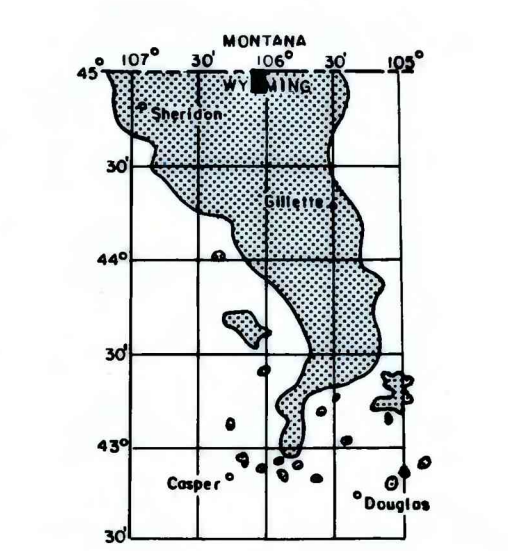 MONTANA
107° 30' 106° 30' 105°
45°
WYOMING
Sheridon
30'
Gillette
44°
30'
43°
Casper
Douglas
30'